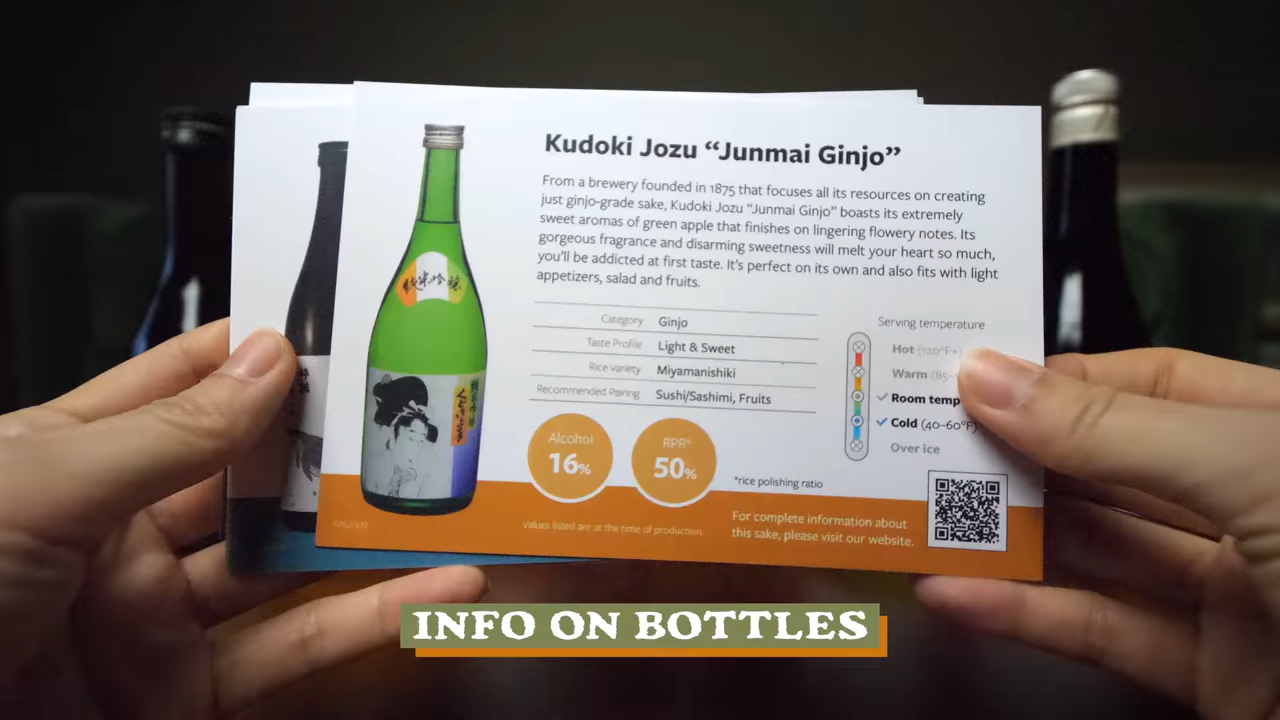 Kudoki Jozu “Junmai Ginjo”
From a brewery founded in 1875 that focuses all its resources on creating
just ginjo-grade sake, Kudoki Jozu “Junmai Ginjo” boasts its extremely
sweet aromas of green apple that finishes on lingering flowery notes. Its
gorgeous fragrance and disarming sweetness will melt your heart so much,
you’ll be addicted at first taste. It’s perfect on its own and also fits with light
appetizers, salad and fruits.
純米吟醸
Category Ginjo
Taste Profile Light & Sweet
Rice variety Miyamanishiki
Recommended Pairing Sushi/Sashimi, Fruits
Serving temperature
Hot (120°F+)
Warm (85-
Room temp
Cold (40-60°F)
Over ice
Alcohol
16%
RPR*
50%
*rice polishing ratio
Values listed are at the time of production.
For complete information about
this sake, please visit our website.
INFO ON BOTTLES